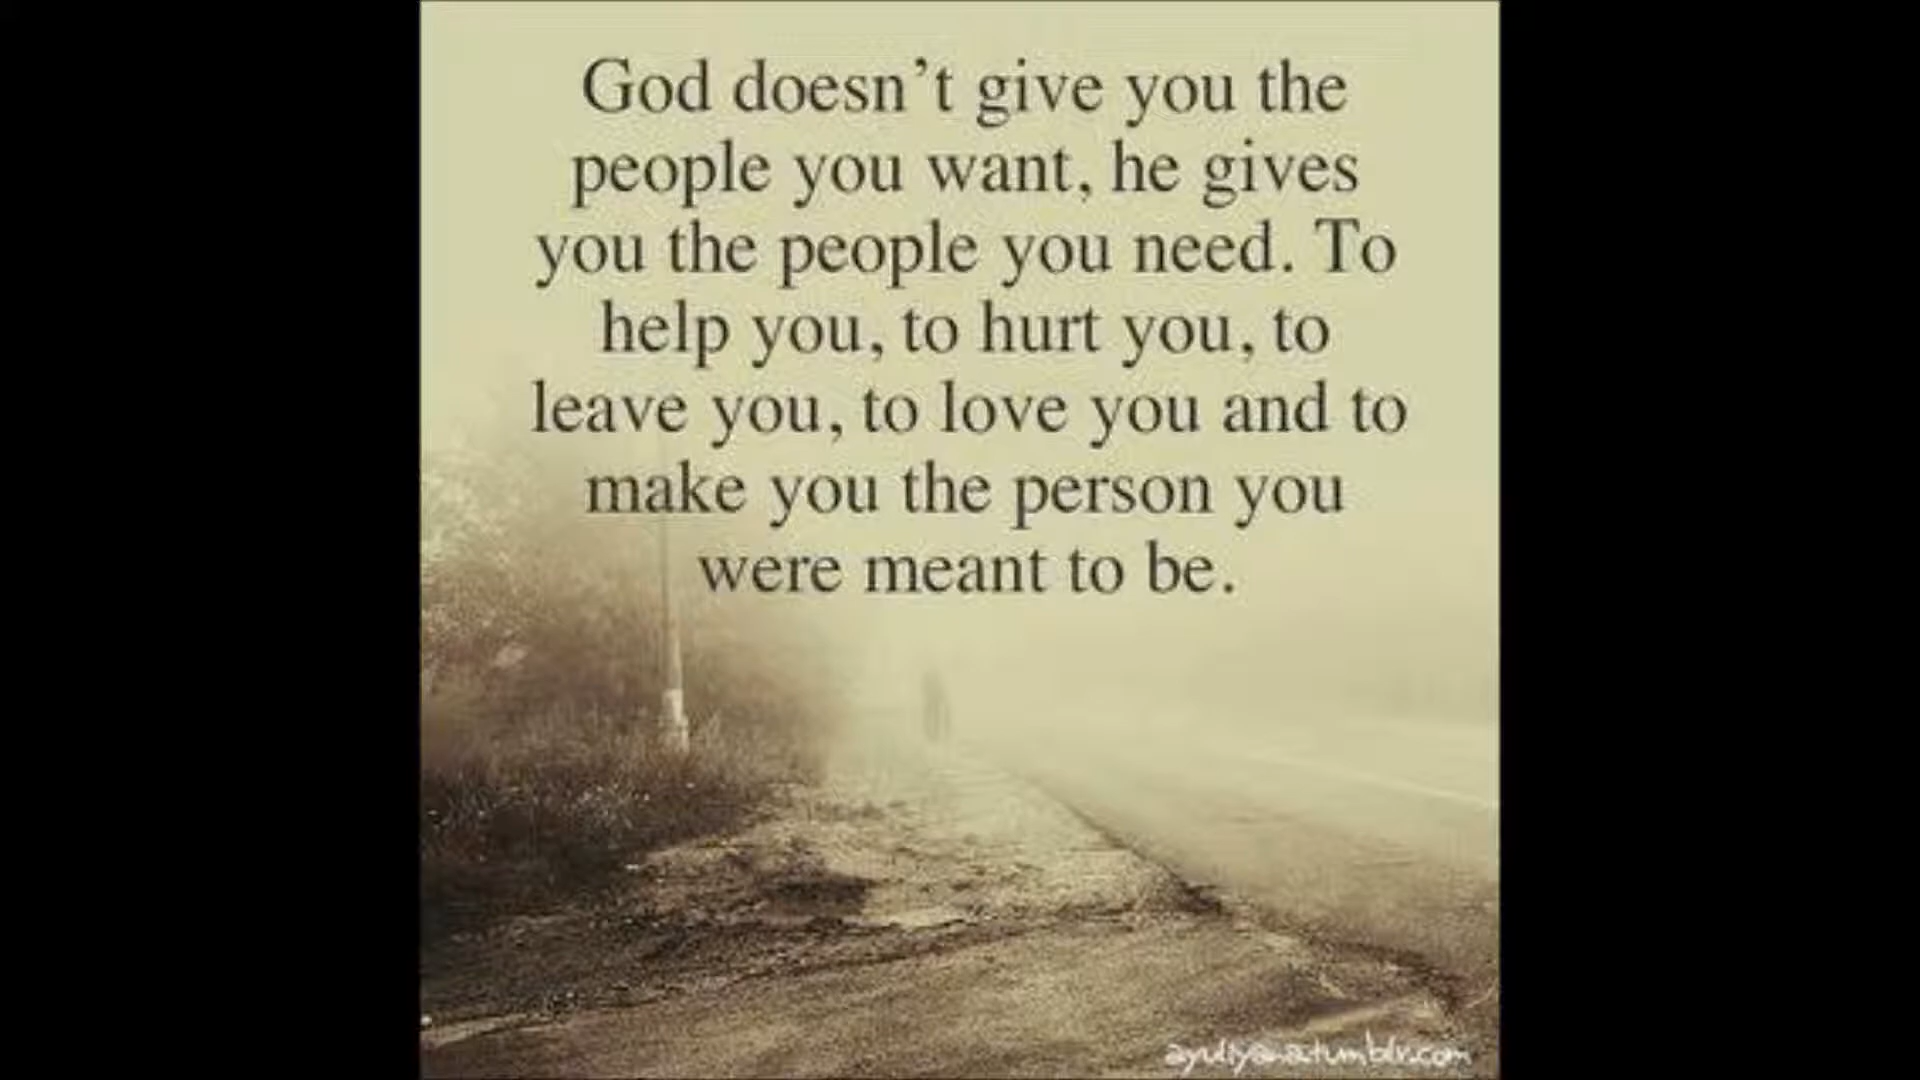 God doesn’t give you the
people you want, he gives
you the people you need. To
help you, to hurt you, to
leave you, to love you and to
make you the person you
were meant to be.